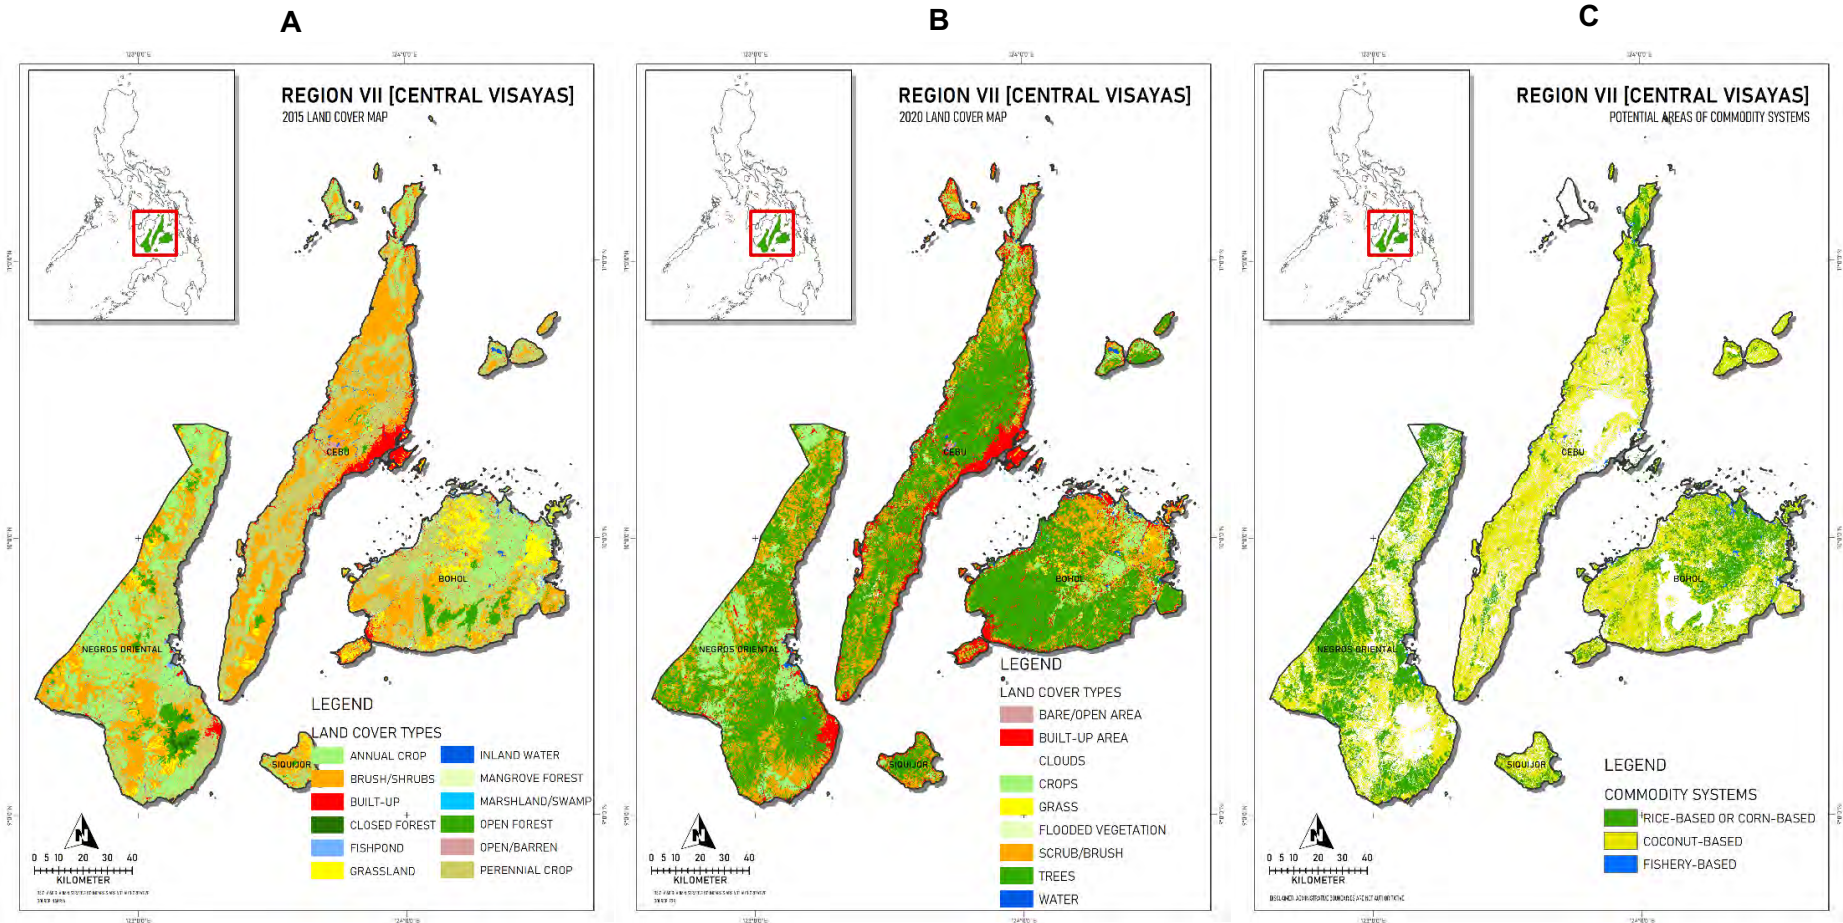 A
B
C
REGION VII [CENTRAL VISAYAS]
2015 LAND COVER MAP
CEBU
BOHOL
NEGROS ORIENTAL
SIQUIJOR
LEGEND
LAND COVER TYPES
ANNUAL CROP
BRUSH/SHRUBS
BUILT-UP
CLOSED FOREST
FISHPOND
GRASSLAND
INLAND WATER
MANGROVE FOREST
MARSHLAND/SWAMP
OPEN FOREST
OPEN/BARREN
PERENNIAL CROP
N
0 5 10 20 30 40
KILOMETER
REGION VII [CENTRAL VISAYAS]
2020 LAND COVER MAP
CEBU
BOHOL
NEGROS ORIENTAL
SIQUIJOR
LEGEND
LAND COVER TYPES
BARE/OPEN AREA
BUILT-UP AREA
CLOUDS
CROPS
GRASS
FLOODED VEGETATION
SCRUB/BRUSH
TREES
WATER
N
0 5 10 20 30 40
KILOMETER
REGION VII [CENTRAL VISAYAS]
POTENTIAL AREAS OF COMMODITY SYSTEMS
CEBU
BOHOL
NEGROS ORIENTAL
SIQUIJOR
LEGEND
COMMODITY SYSTEMS
RICE-BASED OR CORN-BASED
COCONUT-BASED
FISHERY-BASED
N
0 5 10 20 30 40
KILOMETER
DISCLAIMER: ADMINISTRATIVE BOUNDARIES ARE NOT AUTHORITATIVE